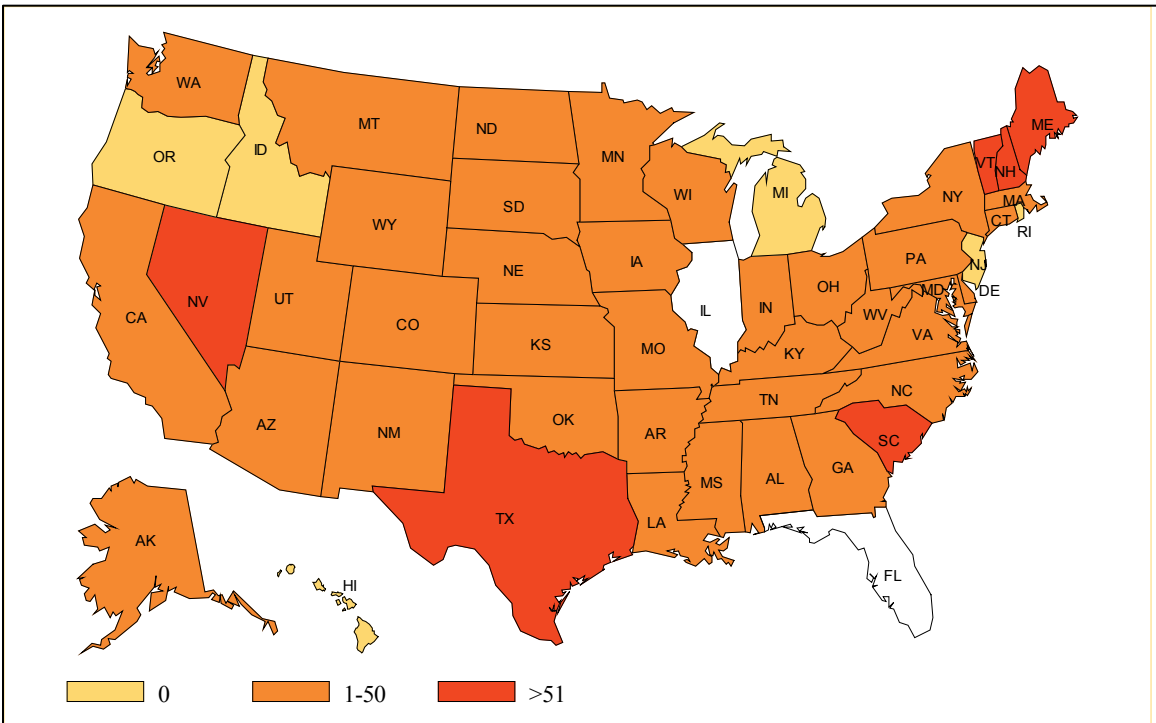 WA
MT
ND
MN
ME
OR
ID
SD
WI
MI
NY
VT
NH
MA
CT
RI
WY
IA
NE
PA
NJ
NV
UT
CO
IL
IN
OH
MD
DE
WV
VA
CA
KS
MO
KY
NC
TN
AZ
NM
OK
AR
SC
MS
AL
GA
TX
LA
AK
HI
FL
0
1-50
>51